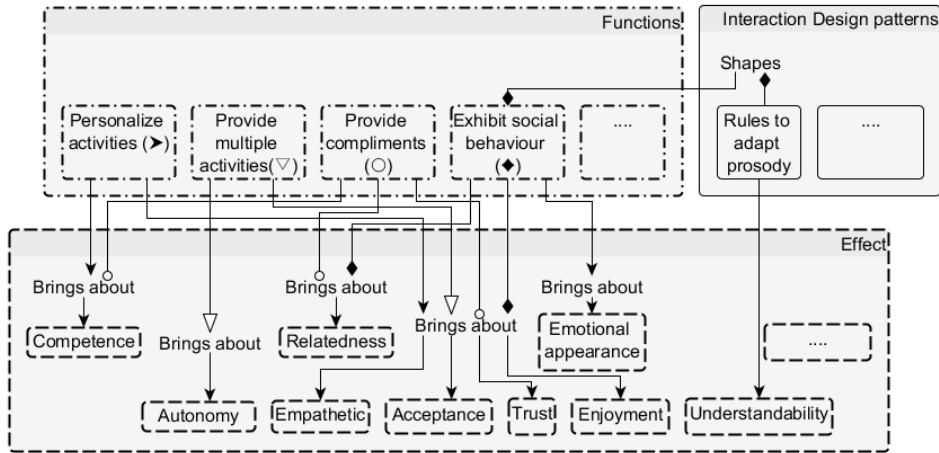 Functions
Interaction Design patterns
Shapes
Personalize
activities (➤)
Provide
multiple
activities(▽)
Provide
compliments
(○)
Exhibit social
behaviour
(◆)
....
Rules to
adapt
prosody
....
Effect
Brings about
Brings about
Brings about
Brings about
Brings about
Competence
Relatedness
Emotional
appearance
....
Autonomy
Empathetic
Acceptance
Trust
Enjoyment
Understandability